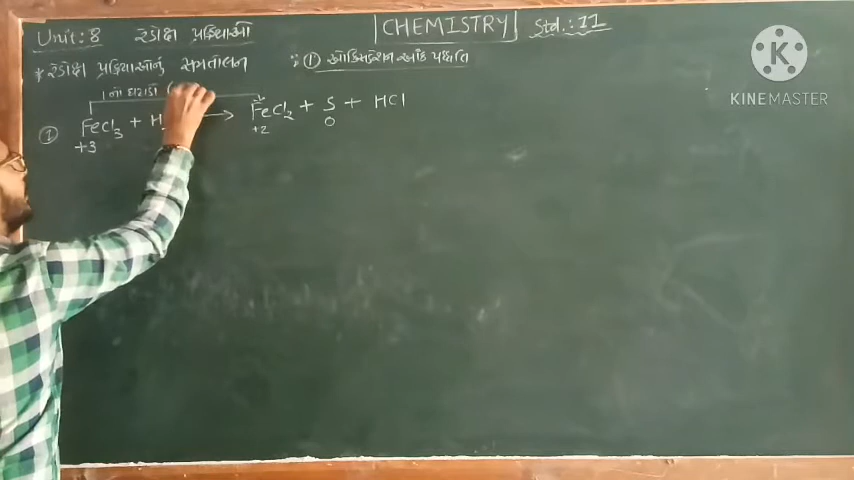 Unit: 8 રેડોક્ષ પ્રક્રિયાઓ
CHEMISTRY
Std.: 11
* રેડોક્ષ પ્રક્રિયાઓનું સમતોલન : ① ઓક્સિડેશન આંક પદ્ધતિ
1 નો ઘટાડો (
① FeCl3 + H → FeCl2 + S + HCl
+3 +2 0
K
KINEMASTER